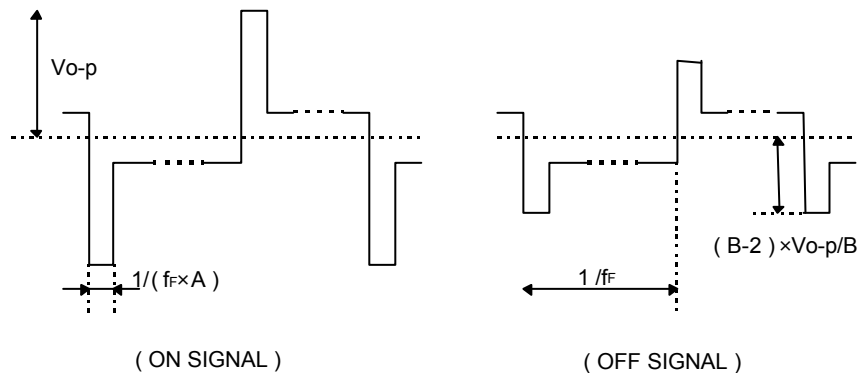 Vo-p
( B-2 ) ×Vo-p/B
1/( fF×A )
1 /fF
( ON SIGNAL )
( OFF SIGNAL )